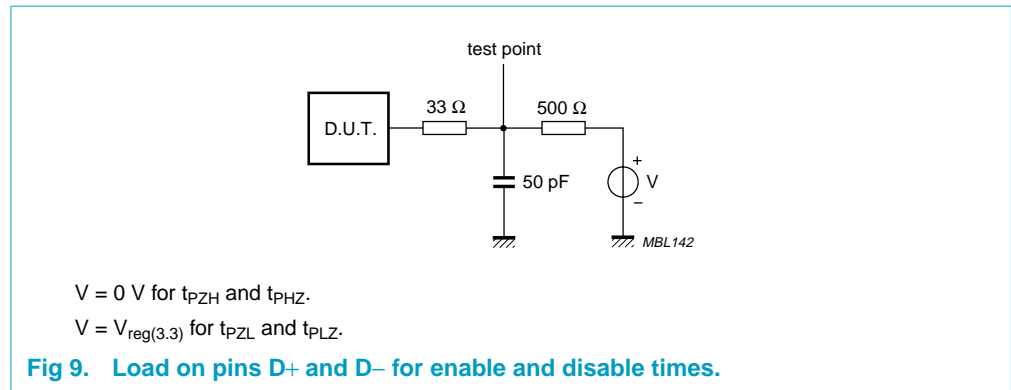 test point
33 Ω
500 Ω
D.U.T.
+
50 pF
V
−
MBL142
V = 0 V for tPZH and tPHZ.
V = Vreg(3.3) for tPZL and tPLZ.
Fig 9. Load on pins D+ and D− for enable and disable times.